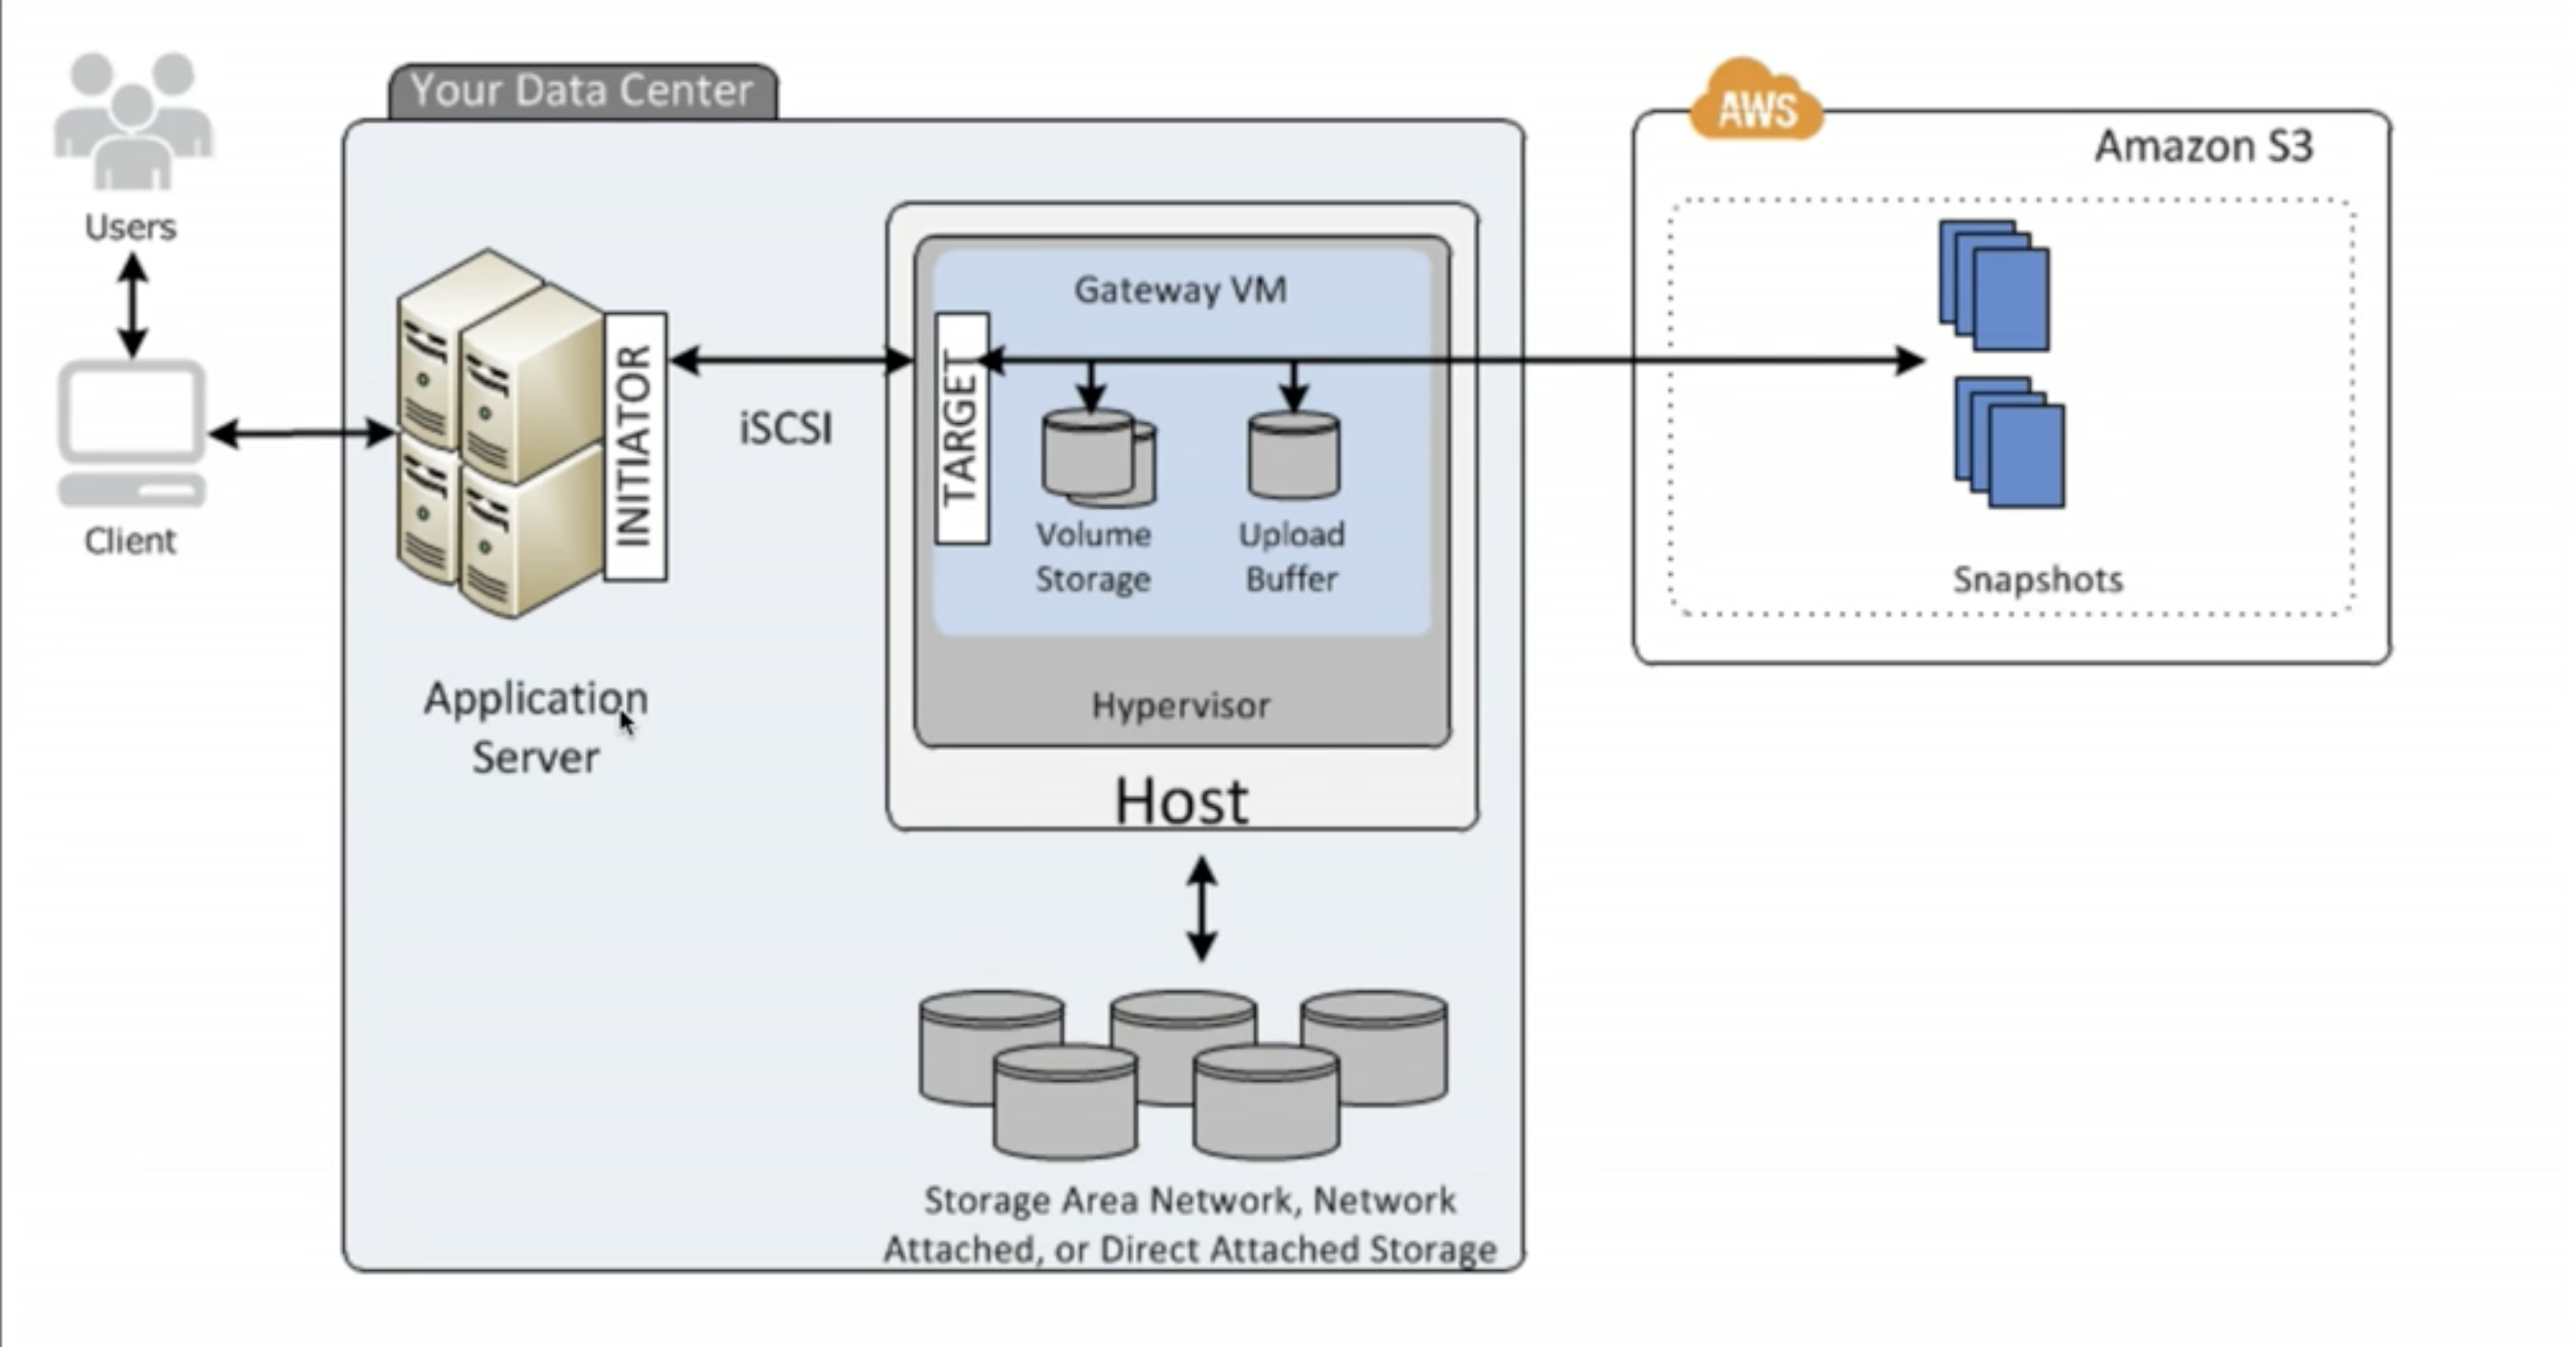 Your Data Center
AWS
Amazon S3
Users
Client
INITIATOR
iSCSI
Application
Server
TARGET
Gateway VM
Volume
Storage
Upload
Buffer
Hypervisor
Host
Snapshots
Storage Area Network, Network
Attached, or Direct Attached Storage